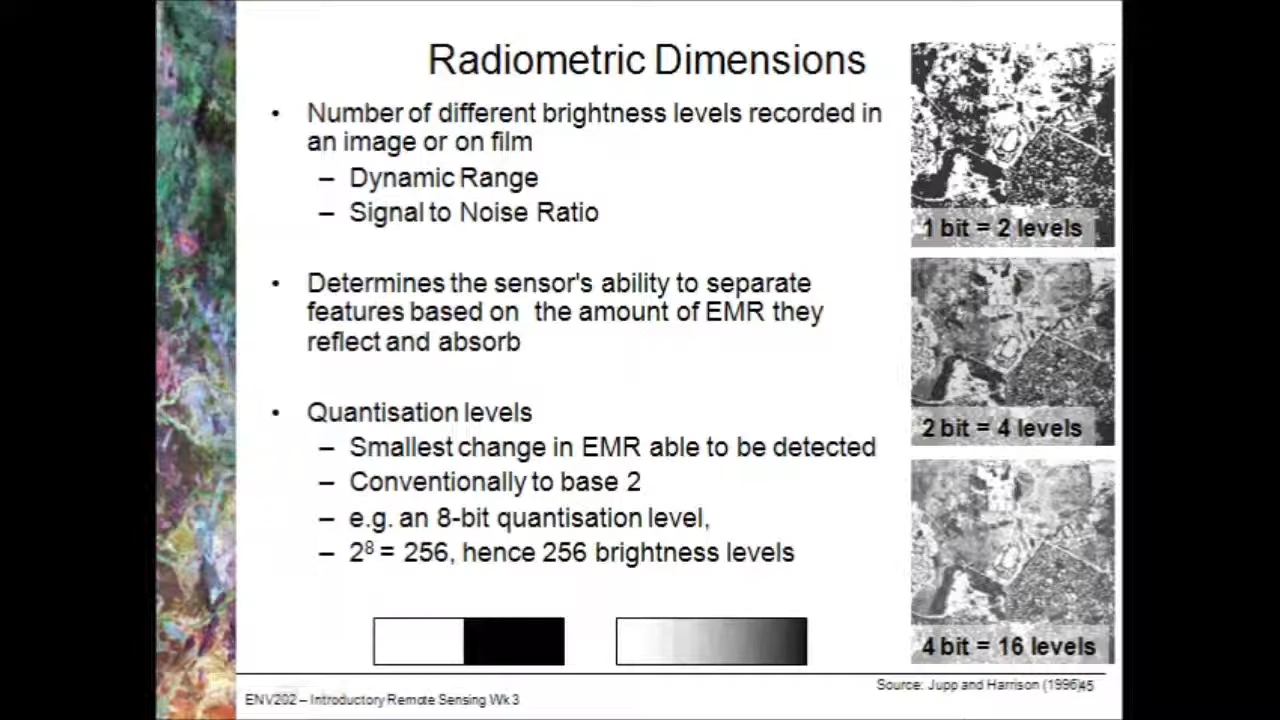 Radiometric Dimensions
• Number of different brightness levels recorded in
an image or on film
– Dynamic Range
– Signal to Noise Ratio
• Determines the sensor's ability to separate
features based on the amount of EMR they
reflect and absorb
• Quantisation levels
– Smallest change in EMR able to be detected
– Conventionally to base 2
– e.g. an 8-bit quantisation level,
– 2⁸ = 256, hence 256 brightness levels
1 bit = 2 levels
2 bit = 4 levels
4 bit = 16 levels
Source: Jupp and Harrison (1996)45
ENV202 – Introductory Remote Sensing Wk 3